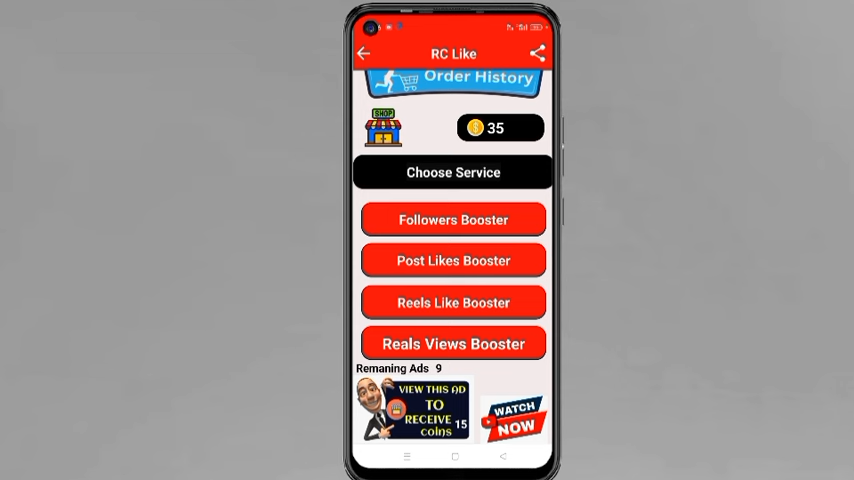 RC Like
Order History
SHOP
35
Choose Service
Followers Booster
Post Likes Booster
Reels Like Booster
Reals Views Booster
Remaning Ads 9
VIEW THIS AD
TO
RECEIVE
coins 15
WATCH
NOW